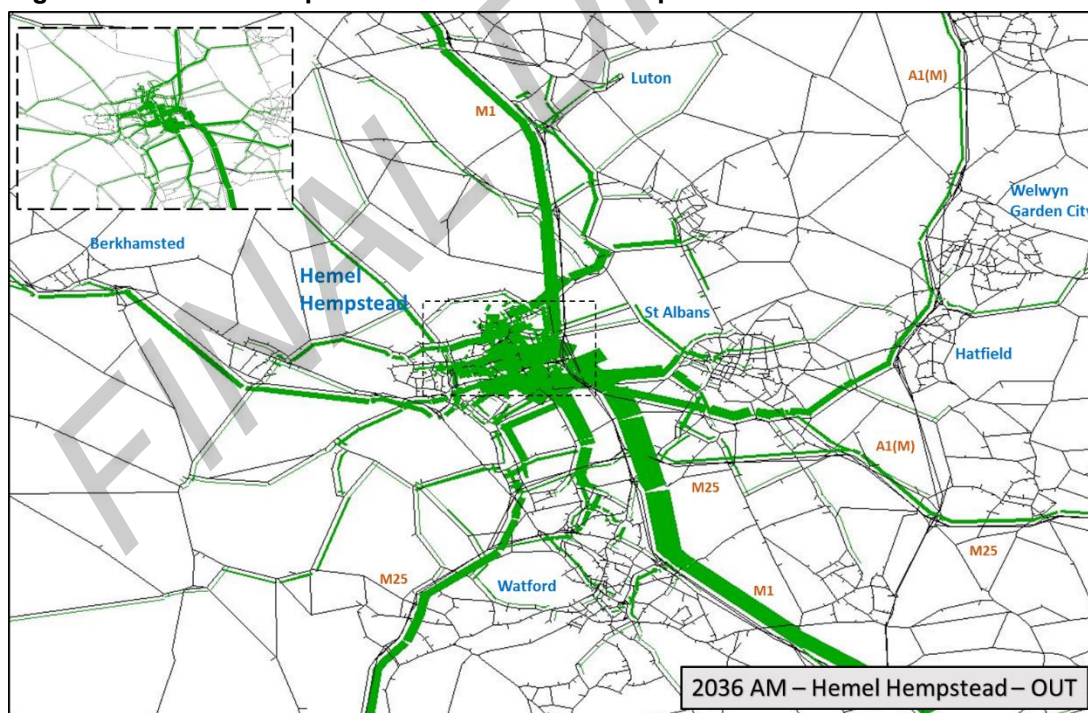 Luton
A1(M)
M1
Welwyn
Garden City
Berkhamsted
Hemel
Hempstead
St Albans
Hatfield
A1(M)
M25
M25
M25
Watford
M1
2036 AM – Hemel Hempstead – OUT
FINAL